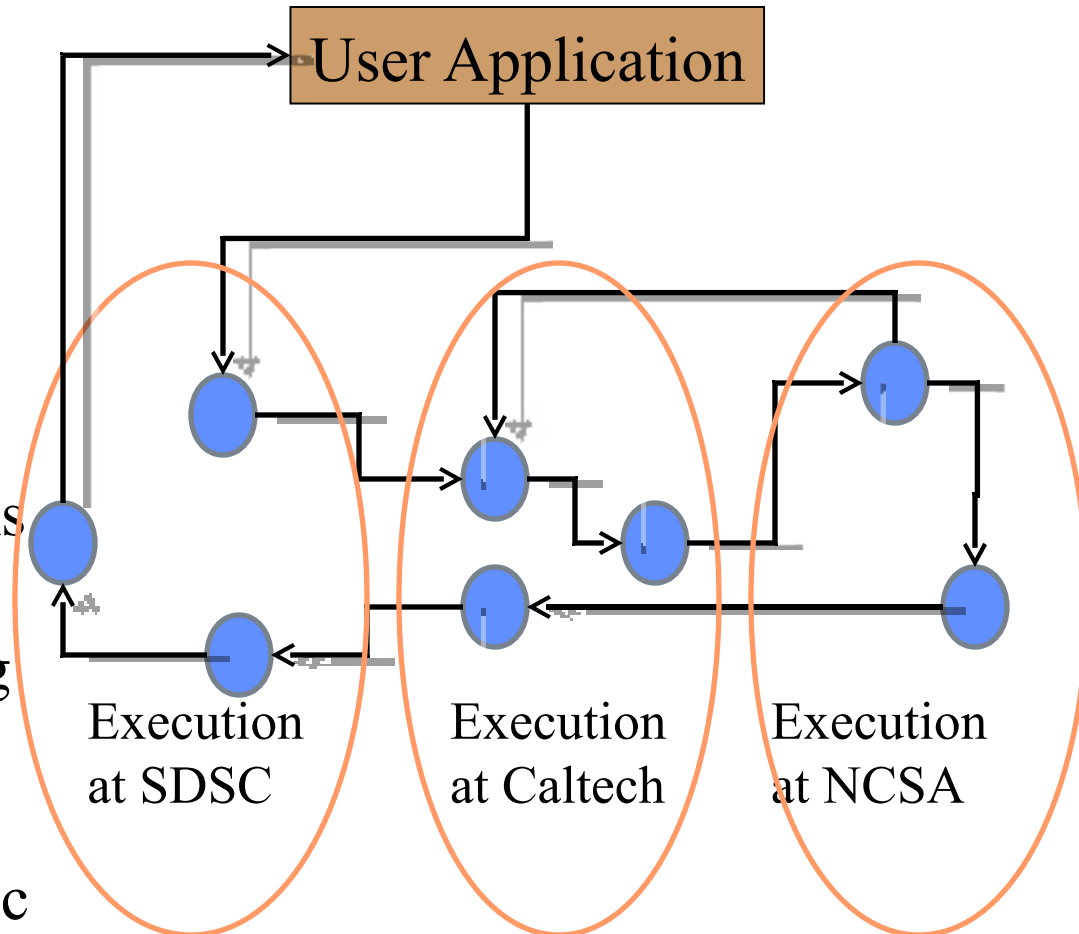 User Application
s
g
Execution
at SDSC
Execution
at Caltech
Execution
at NCSA
c